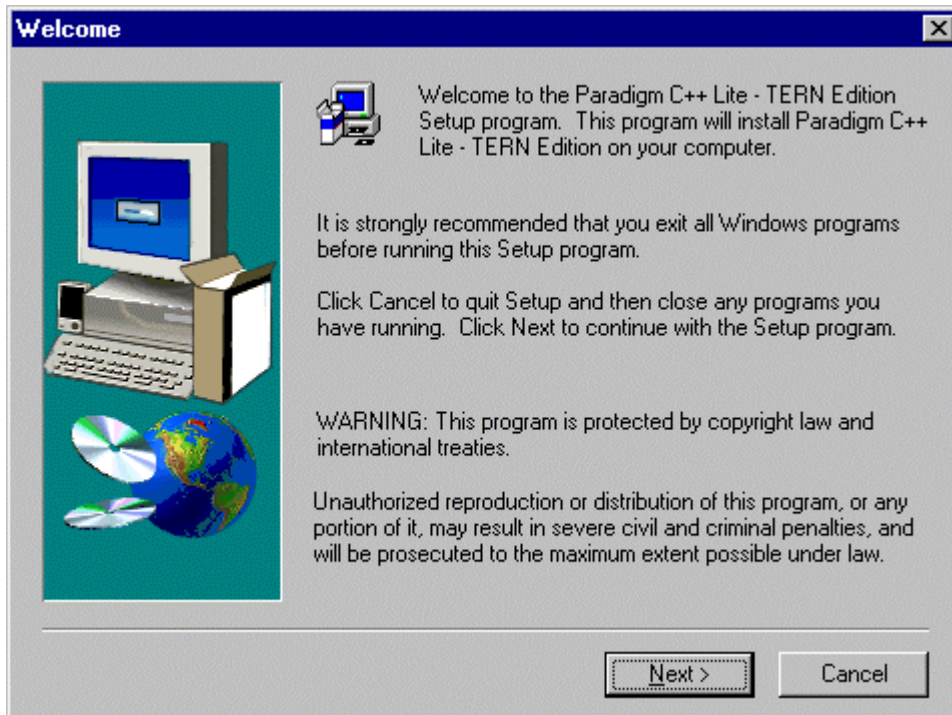 Welcome
Welcome to the Paradigm C++ Lite - TERN Edition
Setup program.  This program will install Paradigm C++
Lite - TERN Edition on your computer.
It is strongly recommended that you exit all Windows programs
before running this Setup program.
Click Cancel to quit Setup and then close any programs you
have running.  Click Next to continue with the Setup program.
WARNING: This program is protected by copyright law and
international treaties.
Unauthorized reproduction or distribution of this program, or any
portion of it, may result in severe civil and criminal penalties, and
will be prosecuted to the maximum extent possible under law.
Next >
Cancel